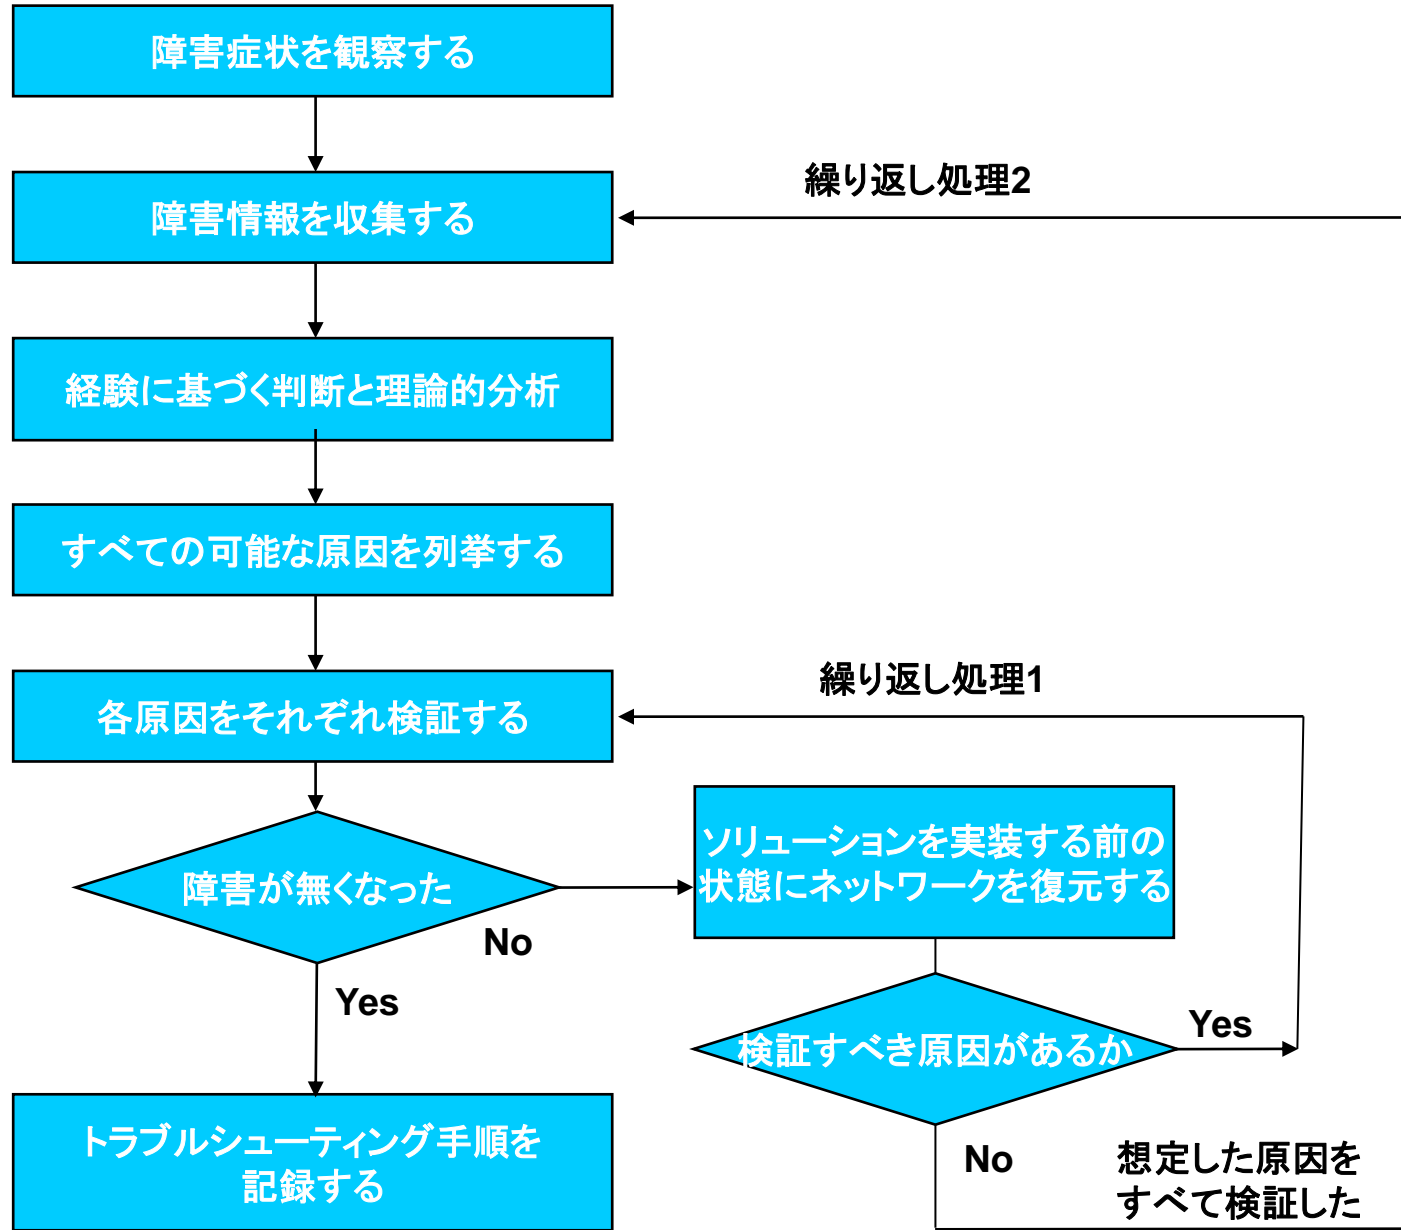 障害症状を観察する
繰り返し処理2
障害情報を収集する
経験に基づく判断と理論的分析
すべての可能な原因を列挙する
繰り返し処理1
各原因をそれぞれ検証する
ソリューションを実装する前の
状態にネットワークを復元する
障害が無くなった
No
Yes
検証すべき原因があるか
Yes
トラブルシューティング手順を
記録する
No
想定した原因を
すべて検証した